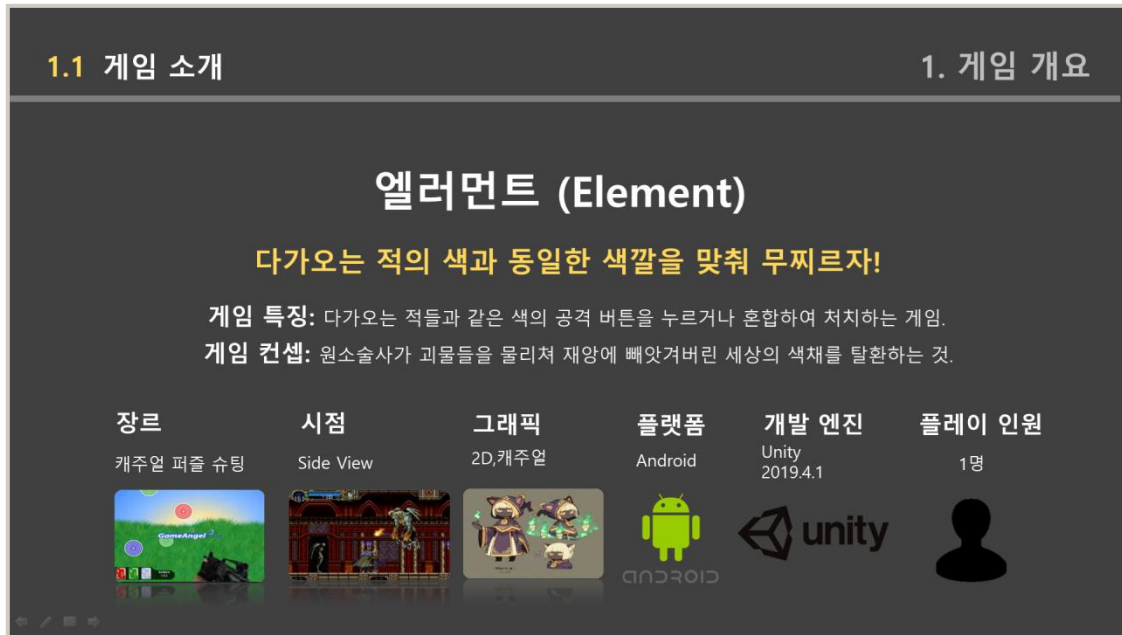 1.1 게임 소개
1. 게임 개요
엘러먼트 (Element)
다가오는 적의 색과 동일한 색깔을 맞춰 무찌르자!
게임 특징: 다가오는 적들과 같은 색의 공격 버튼을 누르거나 혼합하여 처치하는 게임.
게임 컨셉: 원소술사가 괴물들을 물리쳐 재앙에 빼앗겨버린 세상의 색채를 탈환하는 것.
장르
캐주얼 퍼즐 슈팅
GameAngel
시점
Side View
그래픽
2D,캐주얼
플랫폼
Android
ANDROID
개발 엔진
Unity
2019.4.1
unity
플레이 인원
1명